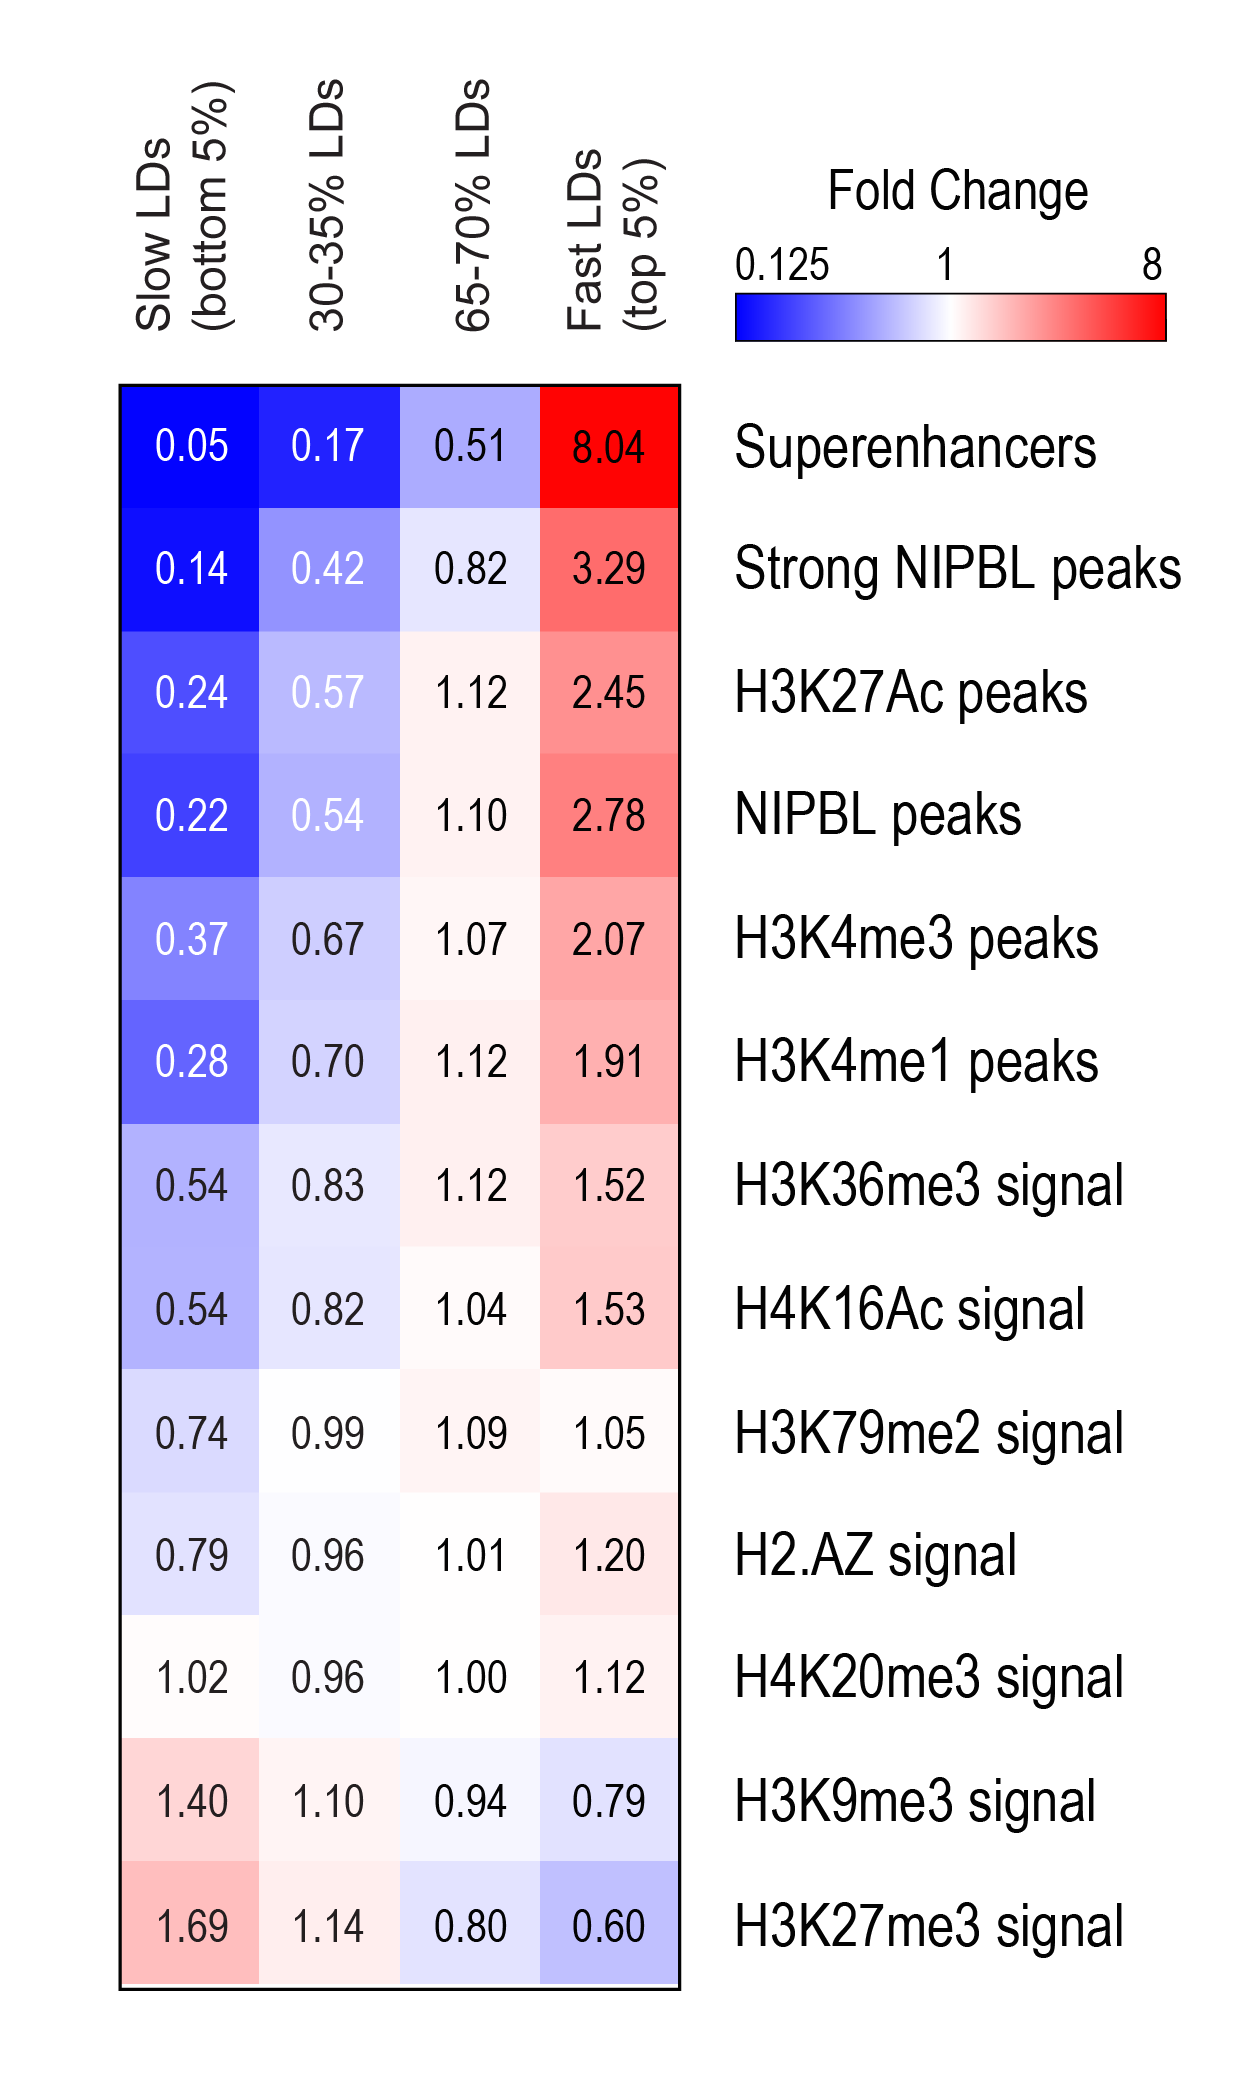 Slow LDs
(bottom 5%)
30-35% LDs
65-70% LDs
Fast LDs
(top 5%)
Fold Change
0.125 1 8
0.05 0.17 0.51 8.04 Superenhancers
0.14 0.42 0.82 3.29 Strong NIPBL peaks
0.24 0.57 1.12 2.45 H3K27Ac peaks
0.22 0.54 1.10 2.78 NIPBL peaks
0.37 0.67 1.07 2.07 H3K4me3 peaks
0.28 0.70 1.12 1.91 H3K4me1 peaks
0.54 0.83 1.12 1.52 H3K36me3 signal
0.54 0.82 1.04 1.53 H4K16Ac signal
0.74 0.99 1.09 1.05 H3K79me2 signal
0.79 0.96 1.01 1.20 H2.AZ signal
1.02 0.96 1.00 1.12 H4K20me3 signal
1.40 1.10 0.94 0.79 H3K9me3 signal
1.69 1.14 0.80 0.60 H3K27me3 signal